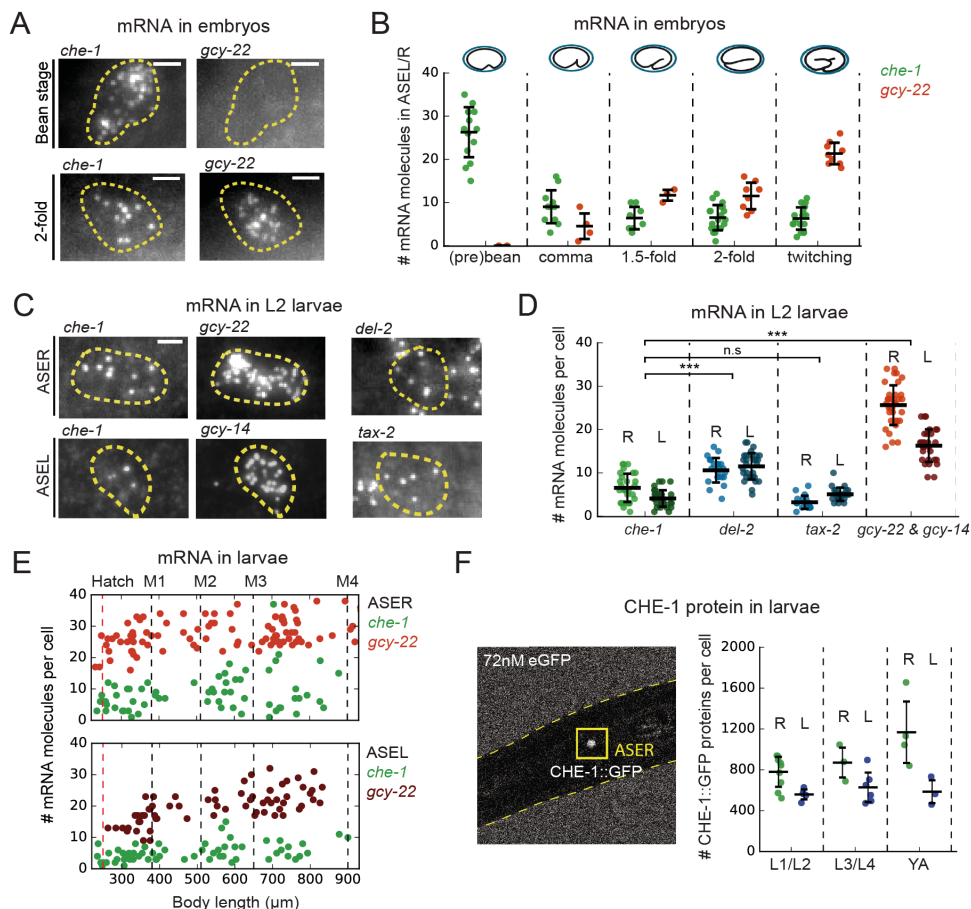 A
mRNA in embryos
che-1
gcy-22
Bean stage
che-1
gcy-22
2-fold
B
mRNA in embryos
# mRNA molecules in ASEL/R
40
30
20
10
0
(pre)bean
comma
1.5-fold
2-fold
twitching
che-1
gcy-22
C
mRNA in L2 larvae
che-1
gcy-22
del-2
ASER
che-1
gcy-14
tax-2
ASEL
D
mRNA in L2 larvae
***
n.s
***
R
L
R
L
R
L
R
L
# mRNA molecules per cell
40
30
20
10
0
che-1
del-2
tax-2
gcy-22 & gcy-14
E
mRNA in larvae
Hatch
M1
M2
M3
M4
40
30
20
10
0
ASER
che-1
gcy-22
# mRNA molecules per cell
40
30
20
10
0
ASEL
che-1
gcy-22
300
400
500
600
700
800
900
Body length (µm)
F
CHE-1 protein in larvae
72nM eGFP
ASER
CHE-1::GFP
# CHE-1::GFP proteins per cell
2000
1600
1200
800
400
0
R
L
R
L
R
L
L1/L2
L3/L4
YA